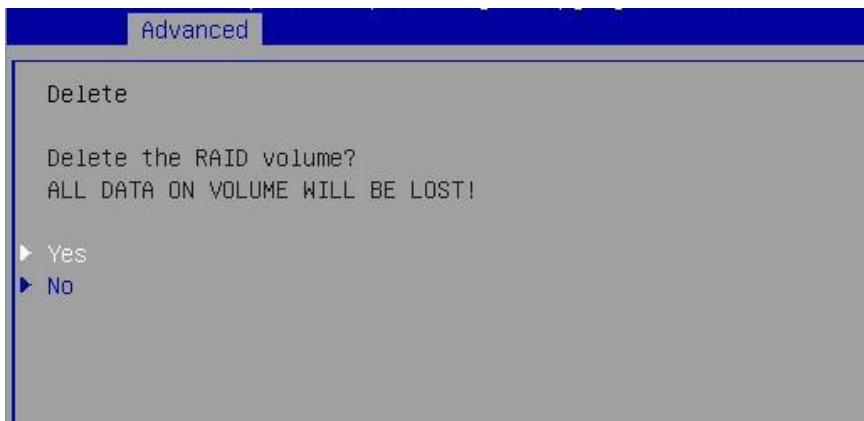 Advanced
Delete
Delete the RAID volume?
ALL DATA ON VOLUME WILL BE LOST!
Yes
No